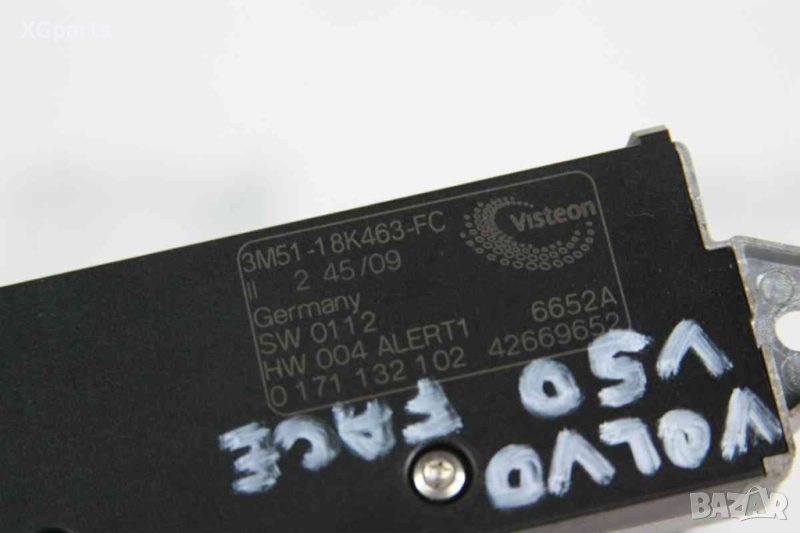 XGparts
Visteon
3M51-18K463-FC
II 2 45/09
Germany
SW 0112 6652A
HW 004 ALERT1
0 171 132 102 42669652
VOLVO
V50
FACE
BAZAR